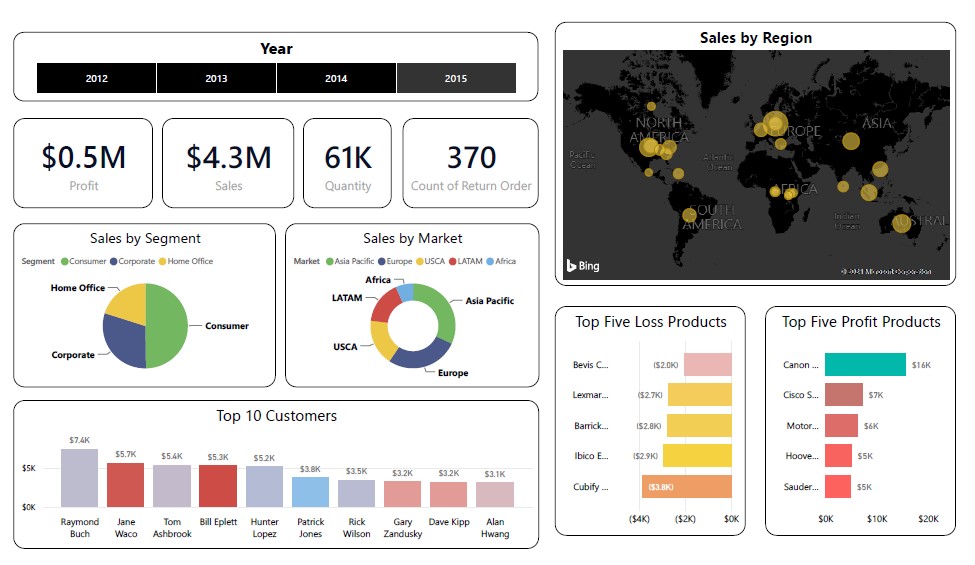 Year
2012 2013 2014 2015
$0.5M $4.3M 61K 370
Profit Sales Quantity Count of Return Order
Sales by Segment
Segment Consumer Corporate Home Office
Home Office
Consumer
Corporate
Sales by Market
Market Asia Pacific Europe USCA LATAM Africa
Africa
Asia Pacific
LATAM
USCA
Europe
Top 10 Customers
$7.4K
$5.7K $5.4K $5.3K $5.2K
$3.8K $3.5K $3.2K $3.2K $3.1K
$5K
$0K
Raymond Buch
Jane Waco
Tom Ashbrook
Bill Eplett
Hunter Lopez
Patrick Jones
Rick Wilson
Gary Zandusky
Dave Kipp
Alan Hwang
Sales by Region
NORTH
AMERICA
ASIA
Pacific
Ocean
Atlantic
Ocean
SOUTH
AMERICA
Indian
Ocean
Bing
Microsoft Corporation
Top Five Loss Products
Bevis C... ($2.0K)
Lexmar... ($2.7K)
Barrick... ($2.8K)
Ibico E... ($2.9K)
Cubify ... ($3.8K)
($4K) ($2K) $0K
Top Five Profit Products
Canon ... $16K
Cisco S... $7K
Motor... $6K
Hoove... $5K
Sauder... $5K
$0K $10K $20K